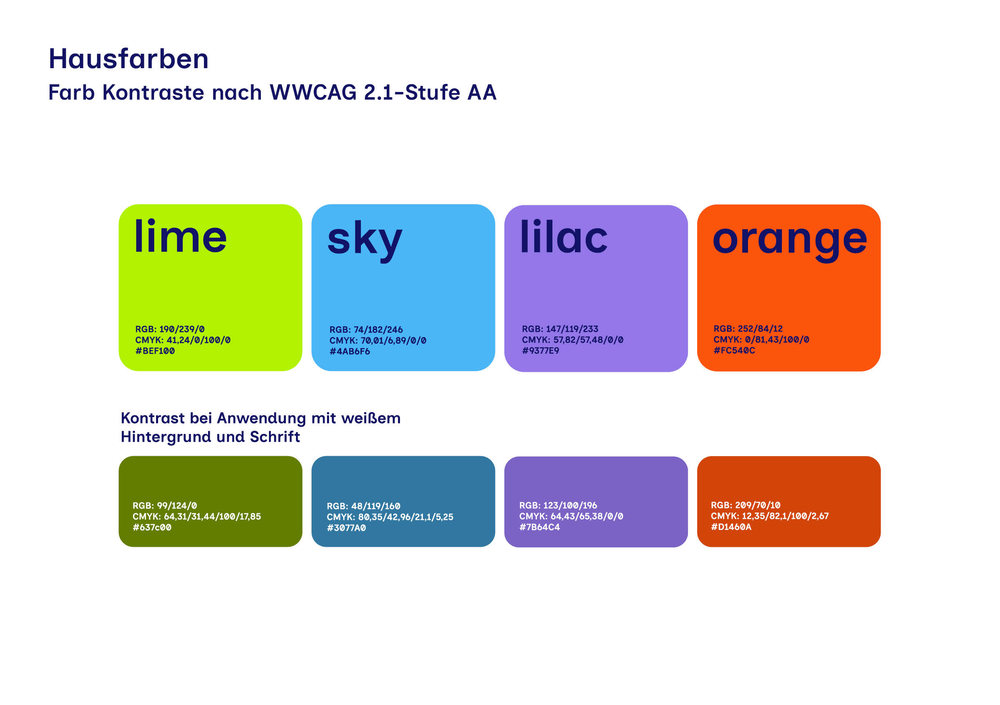 Hausfarben
Farb Kontraste nach WWCAG 2.1-Stufe AA
lime
RGB: 190/239/0
CMYK: 41,24/0/100/0
#BEF100
sky
RGB: 74/182/246
CMYK: 70,01/6,89/0/0
#4AB6F6
lilac
RGB: 147/119/233
CMYK: 57,82/57,48/0/0
#9377E9
orange
RGB: 252/84/12
CMYK: 0/81,43/100/0
#FC540C
Kontrast bei Anwendung mit weißem
Hintergrund und Schrift
RGB: 99/124/0
CMYK: 64,31/31,44/100/17,85
#637c00
RGB: 48/119/160
CMYK: 80,35/42,96/21,1/5,25
#3077A0
RGB: 123/100/196
CMYK: 64,43/65,38/0/0
#7B64C4
RGB: 209/70/10
CMYK: 12,35/82,1/100/2,67
#D1460A